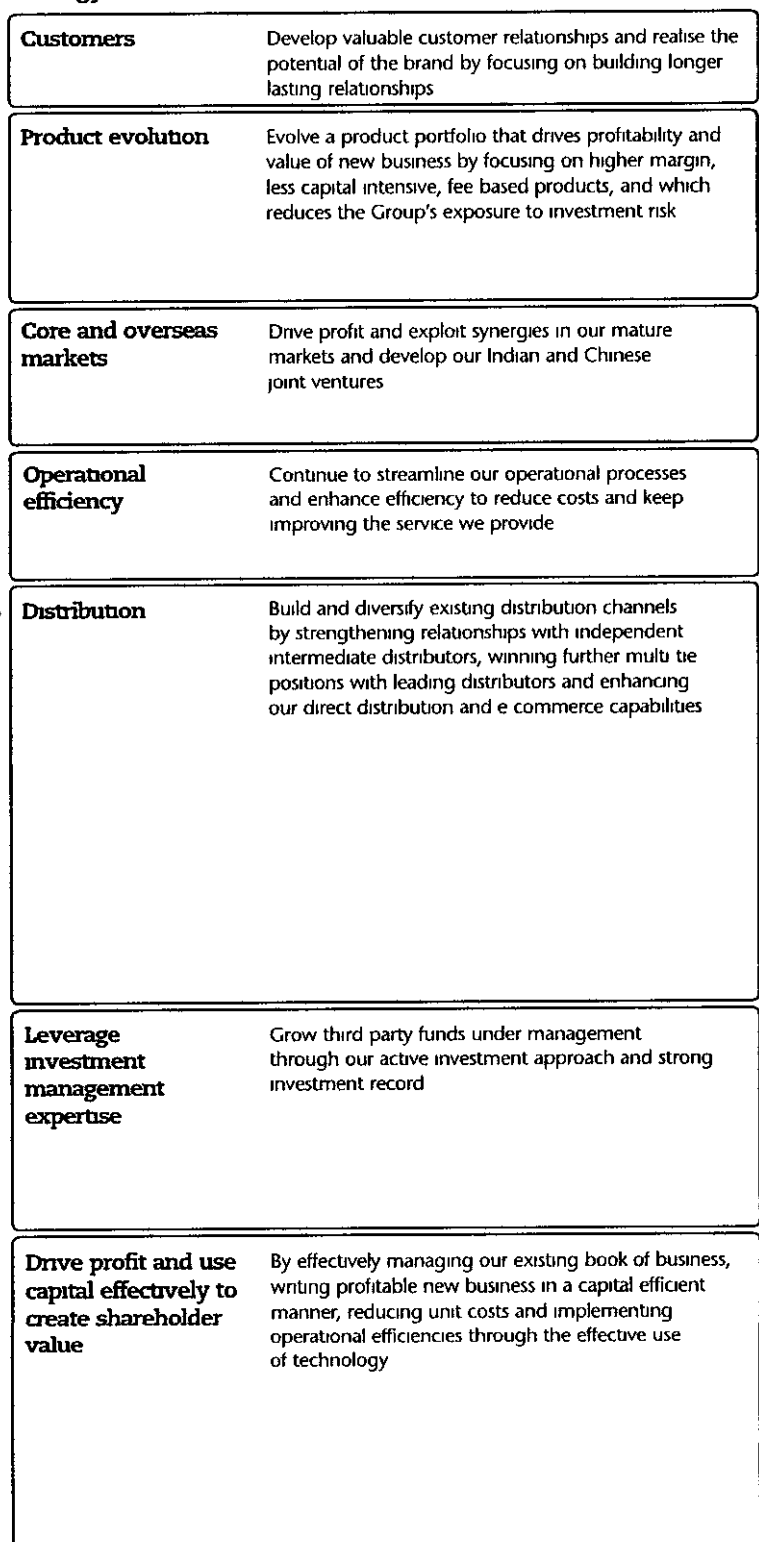 Customers
Develop valuable customer relationships and realise the
potential of the brand by focusing on building longer
lasting relationships
Product evolution
Evolve a product portfolio that drives profitability and
value of new business by focusing on higher margin,
less capital intensive, fee based products, and which
reduces the Group's exposure to investment risk
Core and overseas
markets
Drive profit and exploit synergies in our mature
markets and develop our Indian and Chinese
joint ventures
Operational
efficiency
Continue to streamline our operational processes
and enhance efficiency to reduce costs and keep
improving the service we provide
Distribution
Build and diversify existing distribution channels
by strengthening relationships with independent
intermediate distributors, winning further multi tie
positions with leading distributors and enhancing
our direct distribution and e commerce capabilities
Leverage
investment
management
expertise
Grow third party funds under management
through our active investment approach and strong
investment record
Drive profit and use
capital effectively to
create shareholder
value
By effectively managing our existing book of business,
writing profitable new business in a capital efficient
manner, reducing unit costs and implementing
operational efficiencies through the effective use
of technology